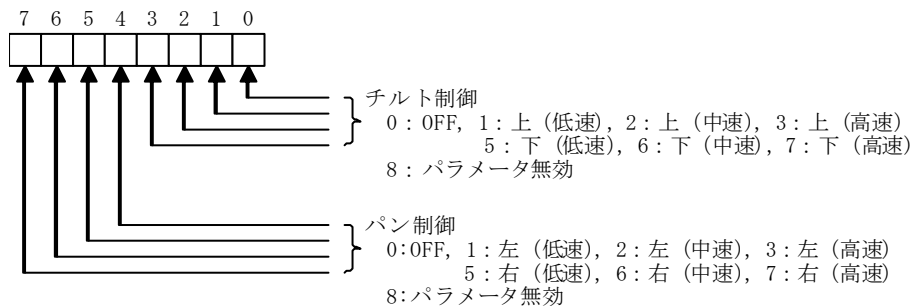 7 6 5 4 3 2 1 0
チルト制御
0：OFF, 1：上（低速）, 2：上（中速）, 3：上（高速）
5：下（低速）, 6：下（中速）, 7：下（高速）
8：パラメータ無効
パン制御
0:OFF, 1：左（低速）, 2：左（中速）, 3：左（高速）
5：右（低速）, 6：右（中速）, 7：右（高速）
8:パラメータ無効